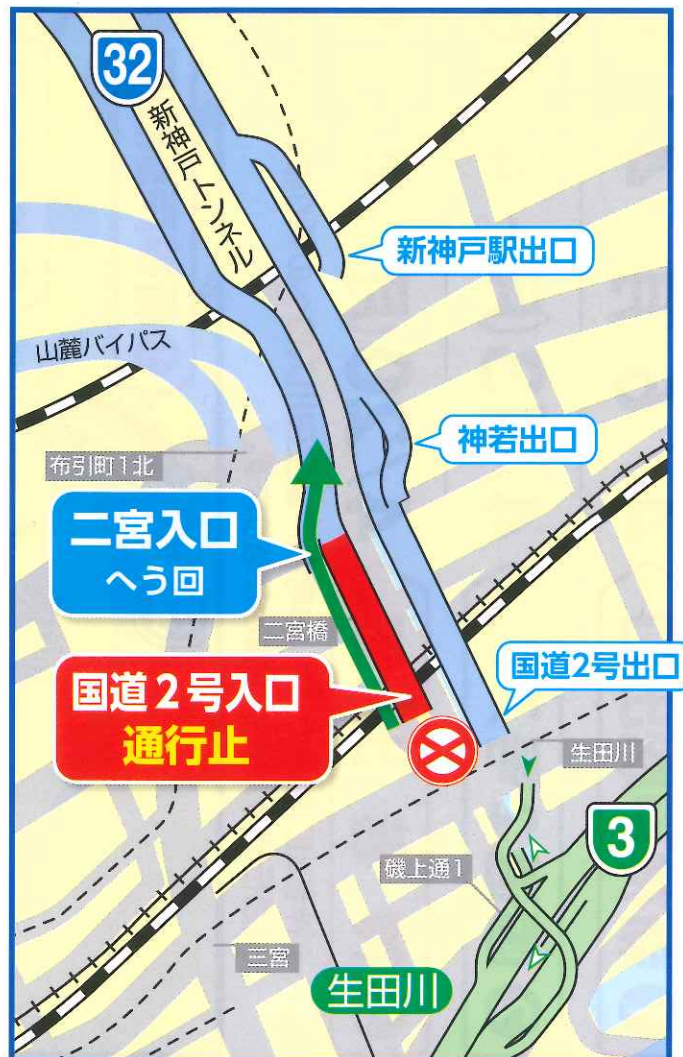 32
新神戸トンネル
新神戸駅出口
山麓バイパス
神若出口
布引町1北
二宮入口
へう回
二宮橋
国道2号出口
国道2号入口
通行止
生田川
3
磯上通1
三宮
生田川